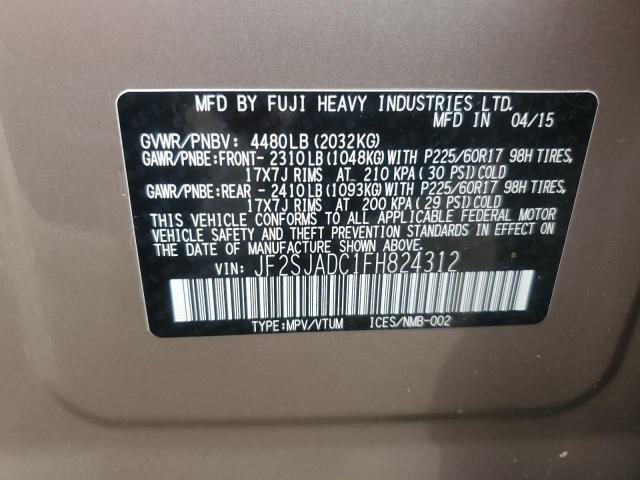 MFD BY FUJI HEAVY INDUSTRIES LTD.
MFD IN 04/15
GVWR/PNBV: 4480LB(2032KG)
GAWR/PNBE:FRONT- 2310LB(1048KG)WITH P225/60R17 98H TIRES,
17X7J RIMS AT 210 KPA(30 PSI)COLD
GAWR/PNBE:REAR - 2410LB(1093KG)WITH P225/60R17 98H TIRES,
17X7J RIMS AT 200 KPA(29 PSI)COLD
THIS VEHICLE CONFORMS TO ALL APPLICABLE FEDERAL MOTOR
VEHICLE SAFETY AND THEFT PREVENTION STANDARDS IN EFFECT
ON THE DATE OF MANUFACTURE SHOWN ABOVE.
VIN: JF2SJADC1FH824312
TYPE:MPV/VTUM ICES/NMB-002